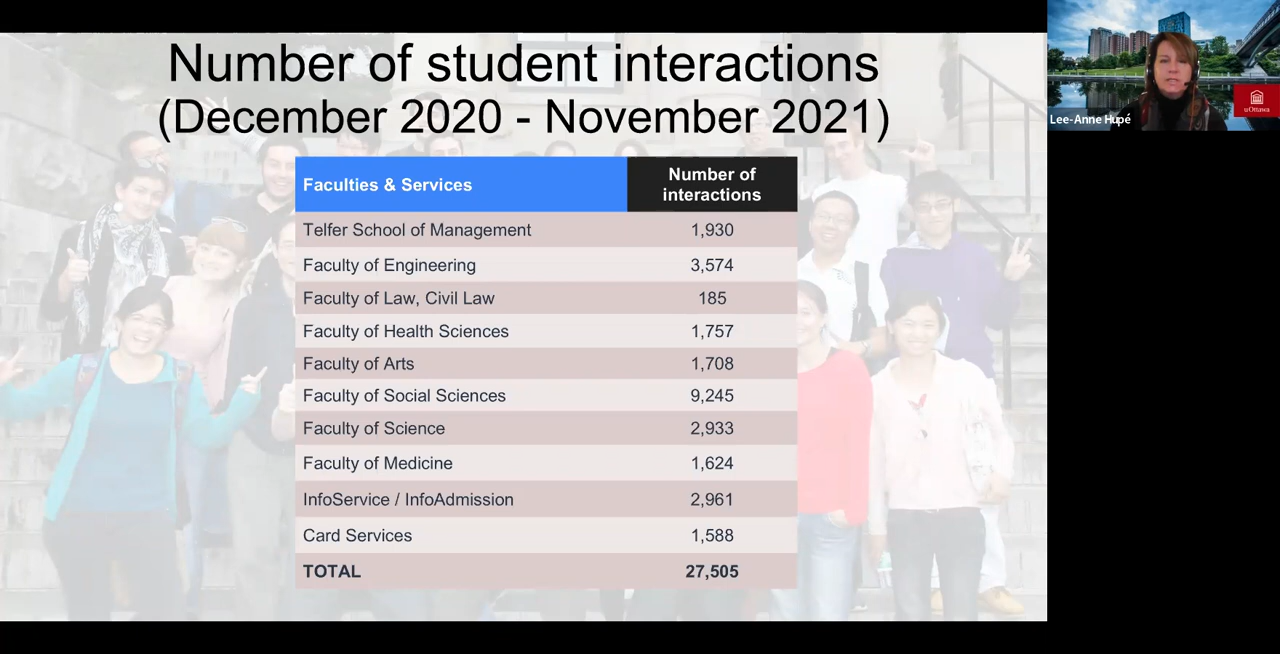 Number of student interactions
(December 2020 - November 2021)
Faculties & Services Number of interactions
Telfer School of Management 1,930
Faculty of Engineering 3,574
Faculty of Law, Civil Law 185
Faculty of Health Sciences 1,757
Faculty of Arts 1,708
Faculty of Social Sciences 9,245
Faculty of Science 2,933
Faculty of Medicine 1,624
InfoService / InfoAdmission 2,961
Card Services 1,588
TOTAL 27,505
uOttawa
Lee-Anne Hupé